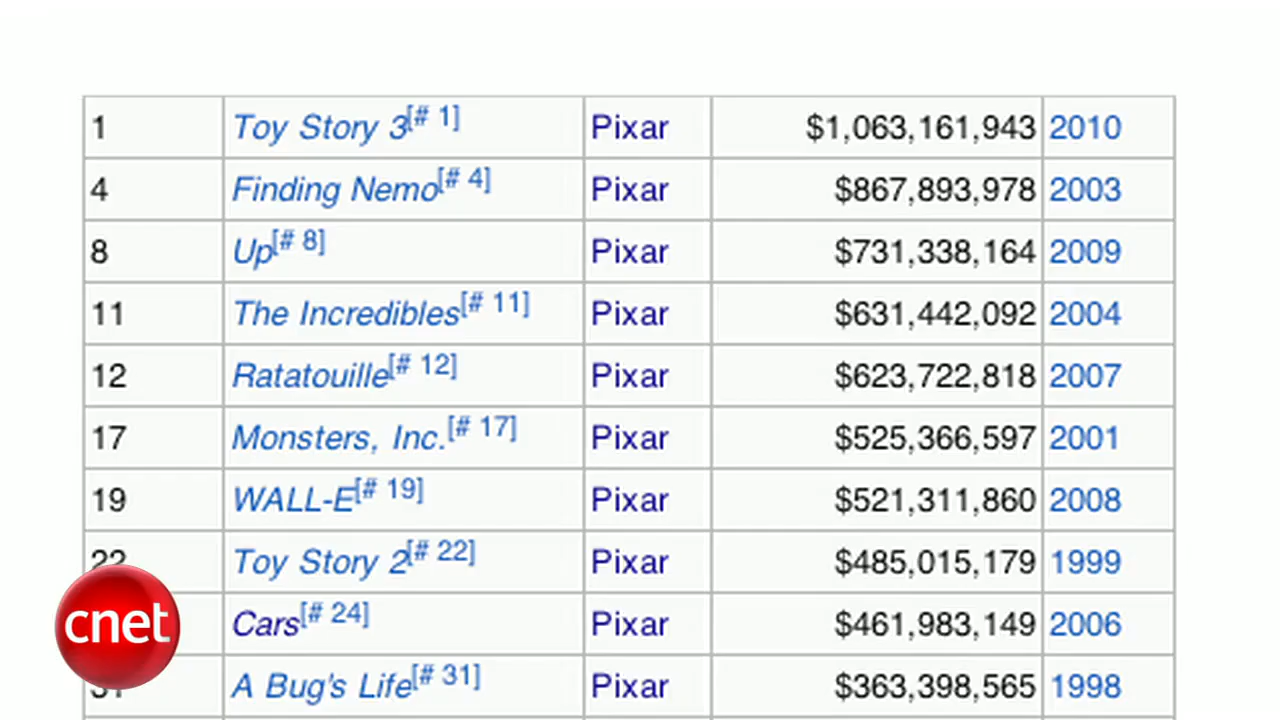 1 Toy Story 3[# 1] Pixar $1,063,161,943 2010
4 Finding Nemo[# 4] Pixar $867,893,978 2003
8 Up[# 8] Pixar $731,338,164 2009
11 The Incredibles[# 11] Pixar $631,442,092 2004
12 Ratatouille[# 12] Pixar $623,722,818 2007
17 Monsters, Inc.[# 17] Pixar $525,366,597 2001
19 WALL-E[# 19] Pixar $521,311,860 2008
22 Toy Story 2[# 22] Pixar $485,015,179 1999
Cars[# 24] Pixar $461,983,149 2006
31 A Bug's Life[# 31] Pixar $363,398,565 1998
cnet